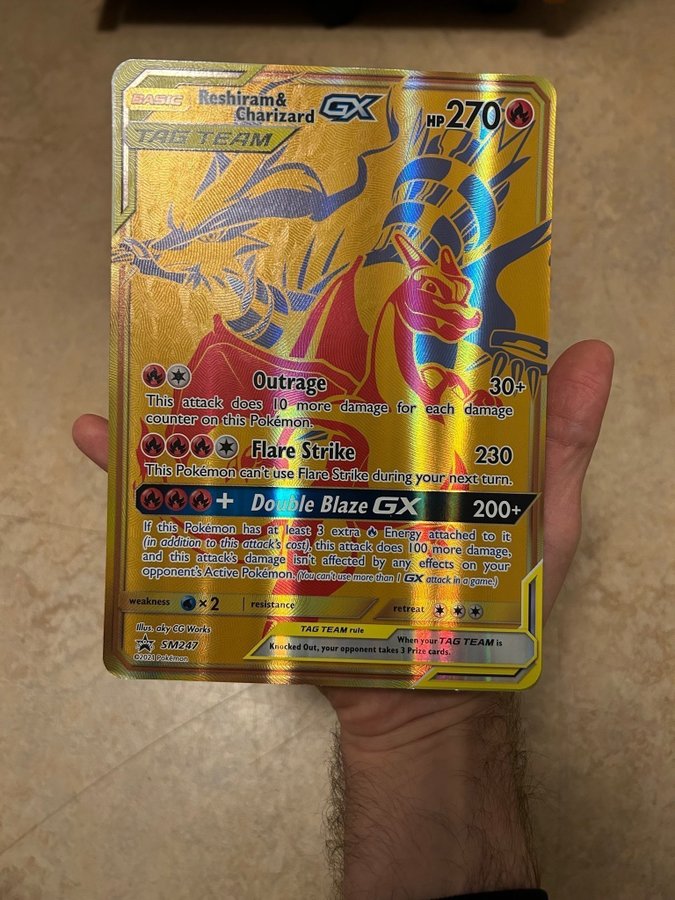 BASIC
Reshiram&
Charizard GX
HP 270
TAG TEAM
Outrage 30+
This attack does 10 more damage for each damage
counter on this Pokémon.
Flare Strike 230
This Pokémon can't use Flare Strike during your next turn.
+ Double Blaze GX 200+
If this Pokémon has at least 3 extra Energy attached to it
(in addition to this attack's cost), this attack does 100 more damage,
and this attack's damage isn't affected by any effects on your
opponent's Active Pokémon. (You can't use more than 1 GX attack in a game.)
weakness ×2 resistance retreat
Illus. aky CG Works
TAG TEAM rule
When your TAG TEAM is
Knocked Out, your opponent takes 3 Prize cards.
SM247
©2021 Pokémon